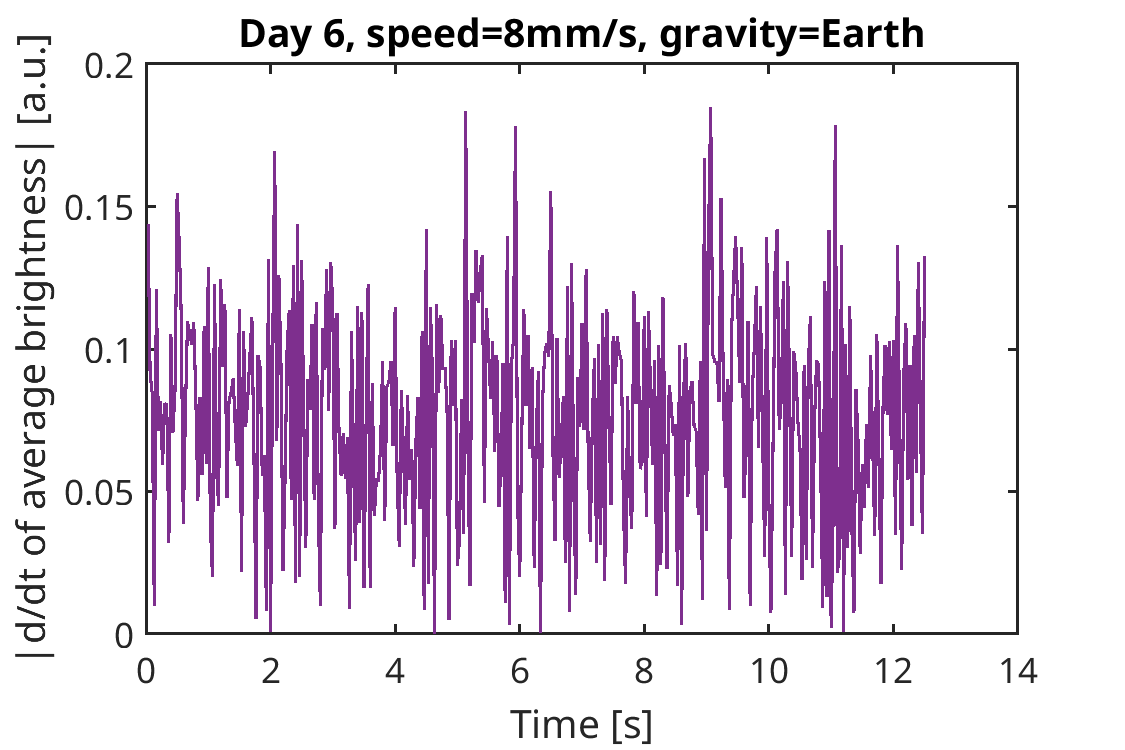 Day 6, speed=8mm/s, gravity=Earth
|d/dt of average brightness| [a.u.]
0.2
0.15
0.1
0.05
0
0 2 4 6 8 10 12 14
Time [s]